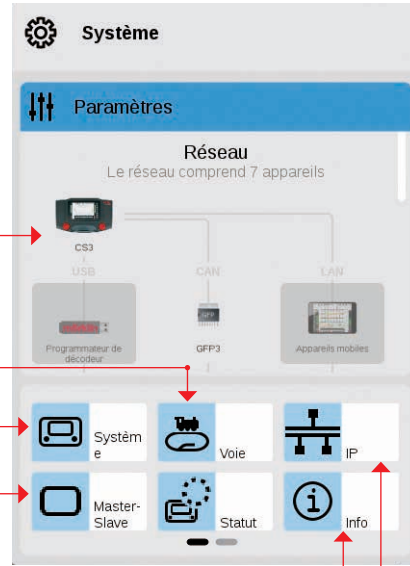 Système
Paramètres
Réseau
Le réseau comprend 7 appareils
CS3
USB
CAN
LAN
GFP
Programmateur de
décodeur
GFP3
Appareils mobiles
Systèm
e
Voie
IP
Master-
Slave
Statut
Info